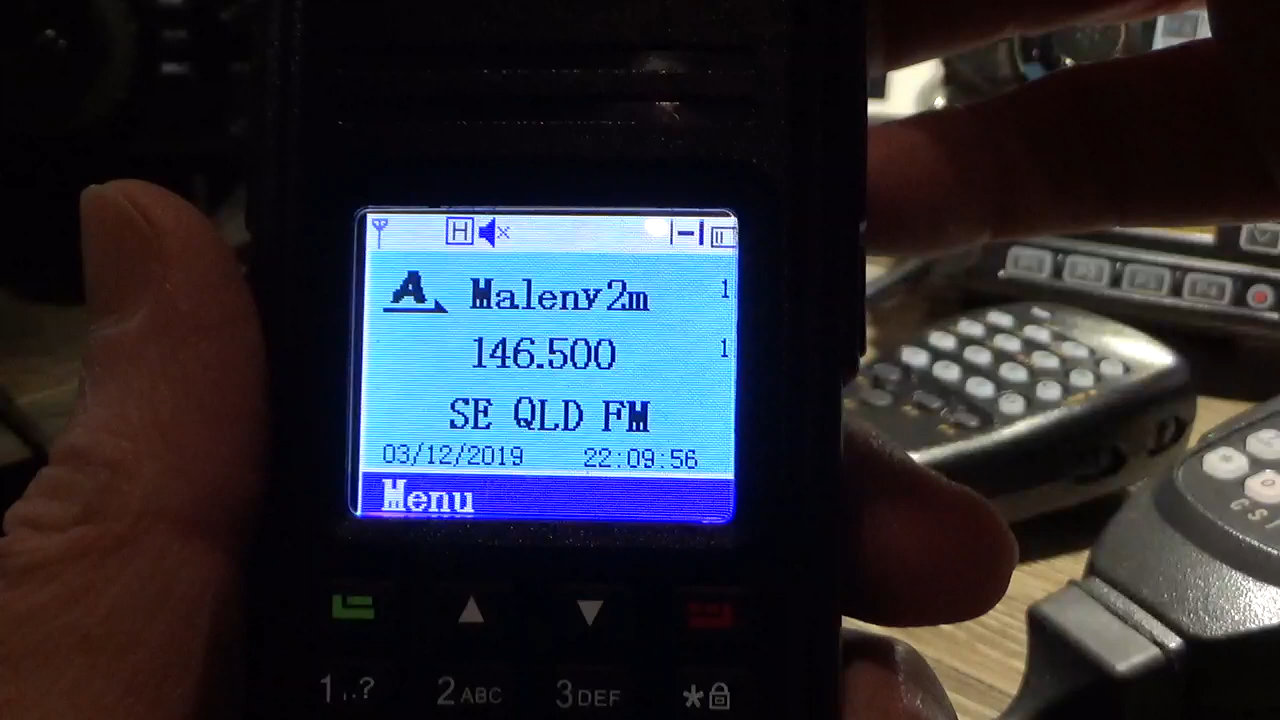 H
A Maleny2m 1
146.500 1
SE QLD FM
03/12/2019 22:09:56
Menu
1..? 2ABC 3DEF *